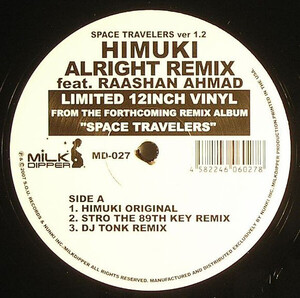 SPACE TRAVELERS ver 1.2
HIMUKI
ALRIGHT REMIX
feat. RAASHAN AHMAD
LIMITED 12INCH VINYL
FROM THE FORTHCOMING REMIX ALBUM
"SPACE TRAVELERS"
MiLK
DIPPER
MD-027
4 582246 060278
SIDE A
1. HIMUKI ORIGINAL
2. STRO THE 89TH KEY REMIX
3. DJ TONK REMIX